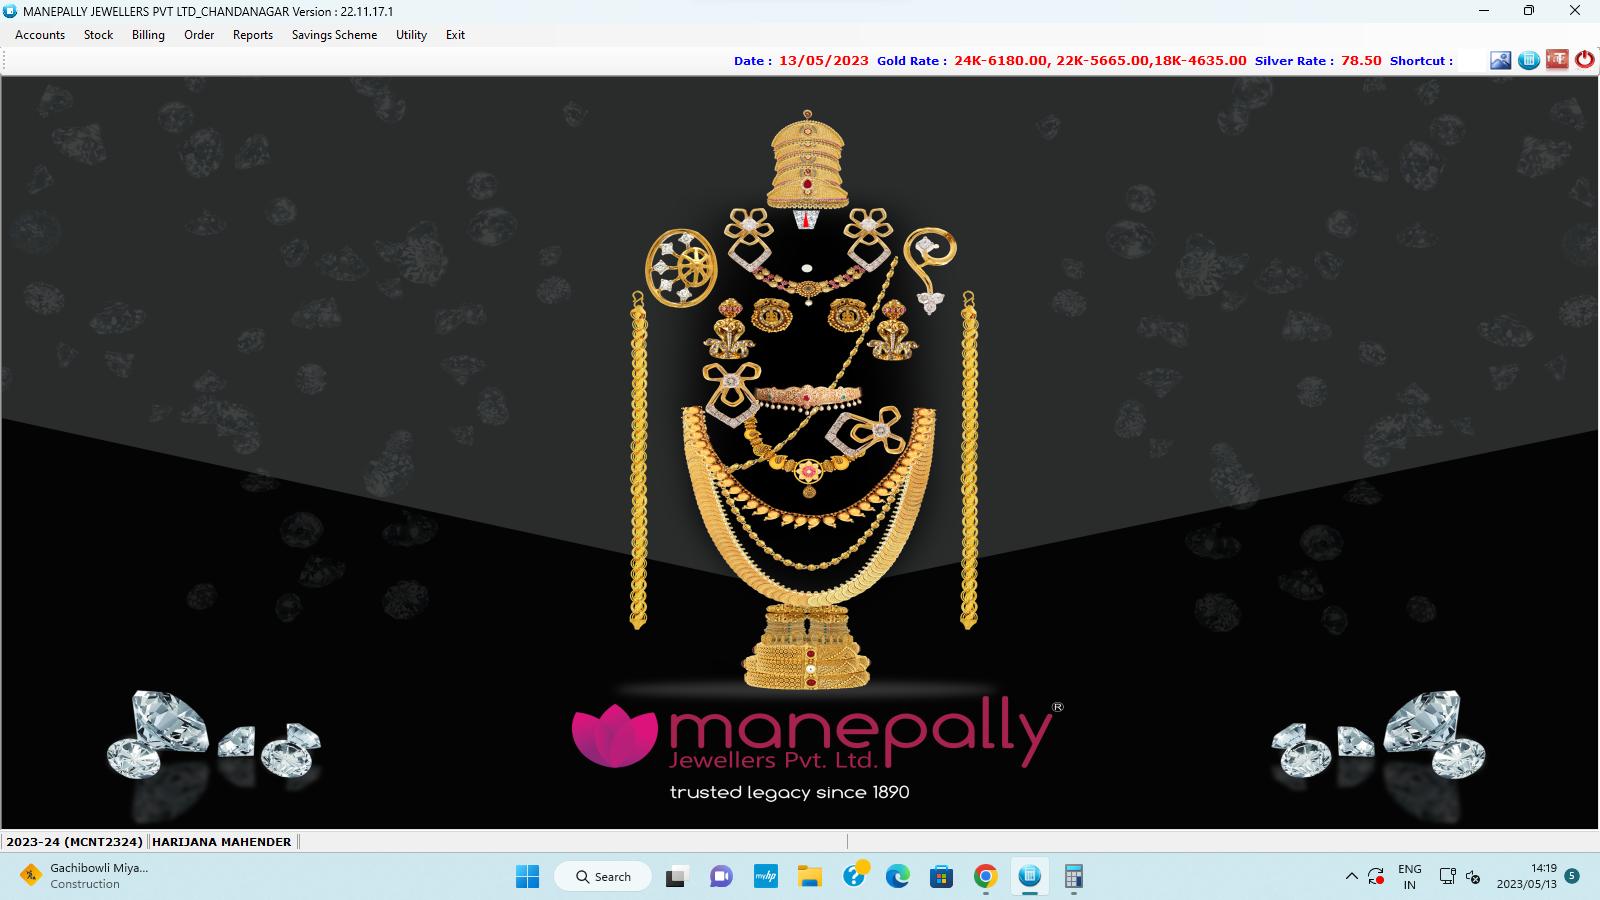 MANEPALLY JEWELLERS PVT LTD_CHANDANAGAR Version : 22.11.17.1
Accounts Stock Billing Order Reports Savings Scheme Utility Exit
Date : 13/05/2023 Gold Rate : 24K-6180.00, 22K-5665.00,18K-4635.00 Silver Rate : 78.50 Shortcut :
manepally®
Jewellers Pvt. Ltd.
trusted legacy since 1890
2023-24 (MCNT2324) HARIJANA MAHENDER
Gachibowli Miya...
Construction
Search
myhp
ENG
IN
14:19
2023/05/13
5